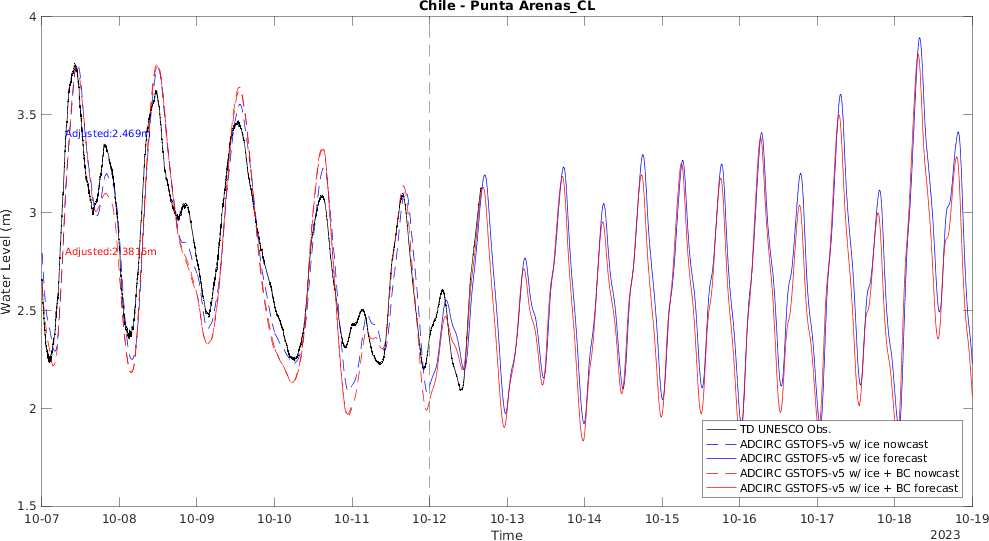 Chile - Punta Arenas_CL
4
3.5
3
2.5
2
1.5
Water Level (m)
Adjusted:2.469m
Adjusted:2.3815m
TD UNESCO Obs.
ADCIRC GSTOFS-v5 w/ ice nowcast
ADCIRC GSTOFS-v5 w/ ice forecast
ADCIRC GSTOFS-v5 w/ ice + BC nowcast
ADCIRC GSTOFS-v5 w/ ice + BC forecast
10-07 10-08 10-09 10-10 10-11 10-12 10-13 10-14 10-15 10-16 10-17 10-18 10-19
Time
2023